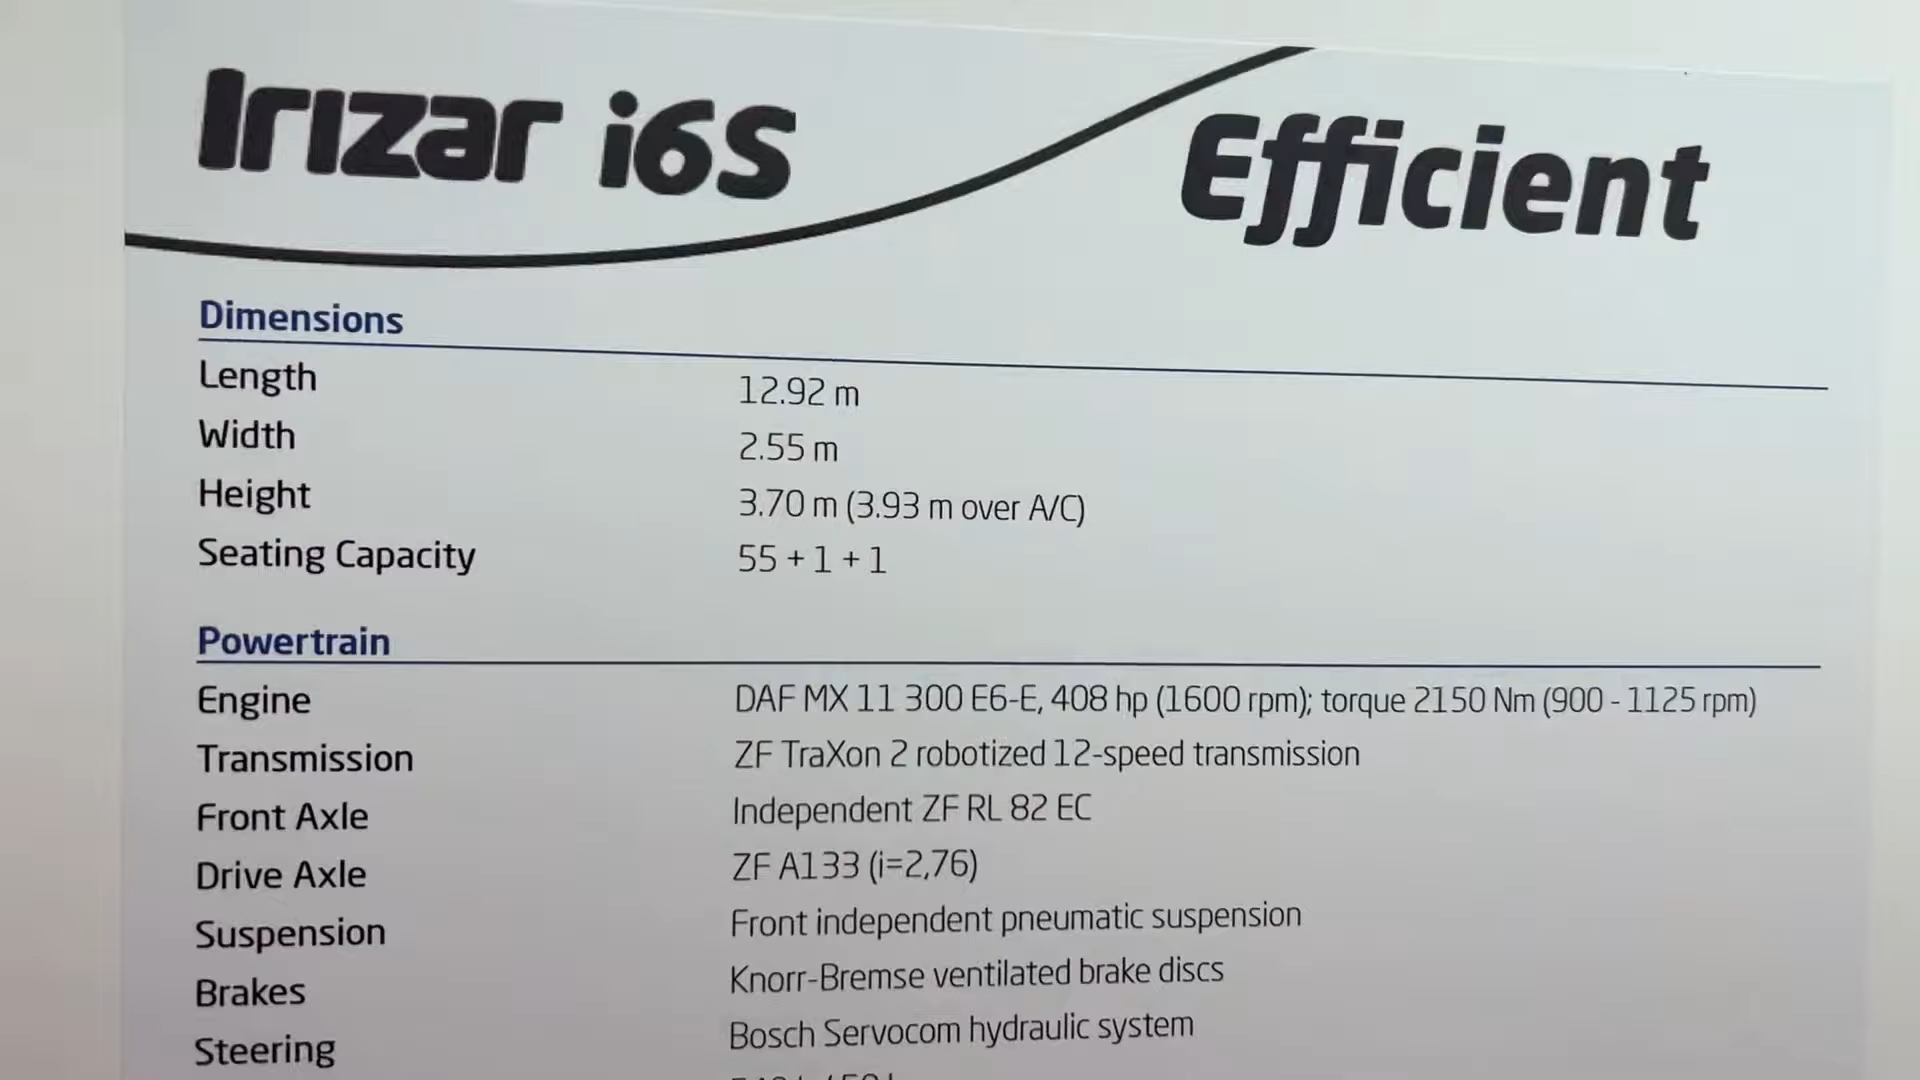 Irizar i6S
Efficient
Dimensions
Length 12.92 m
Width 2.55 m
Height 3.70 m (3.93 m over A/C)
Seating Capacity 55 + 1 + 1
Powertrain
Engine DAF MX 11 300 E6-E, 408 hp (1600 rpm); torque 2150 Nm (900 - 1125 rpm)
Transmission ZF TraXon 2 robotized 12-speed transmission
Front Axle Independent ZF RL 82 EC
Drive Axle ZF A133 (i=2,76)
Suspension Front independent pneumatic suspension
Brakes Knorr-Bremse ventilated brake discs
Steering Bosch Servocom hydraulic system